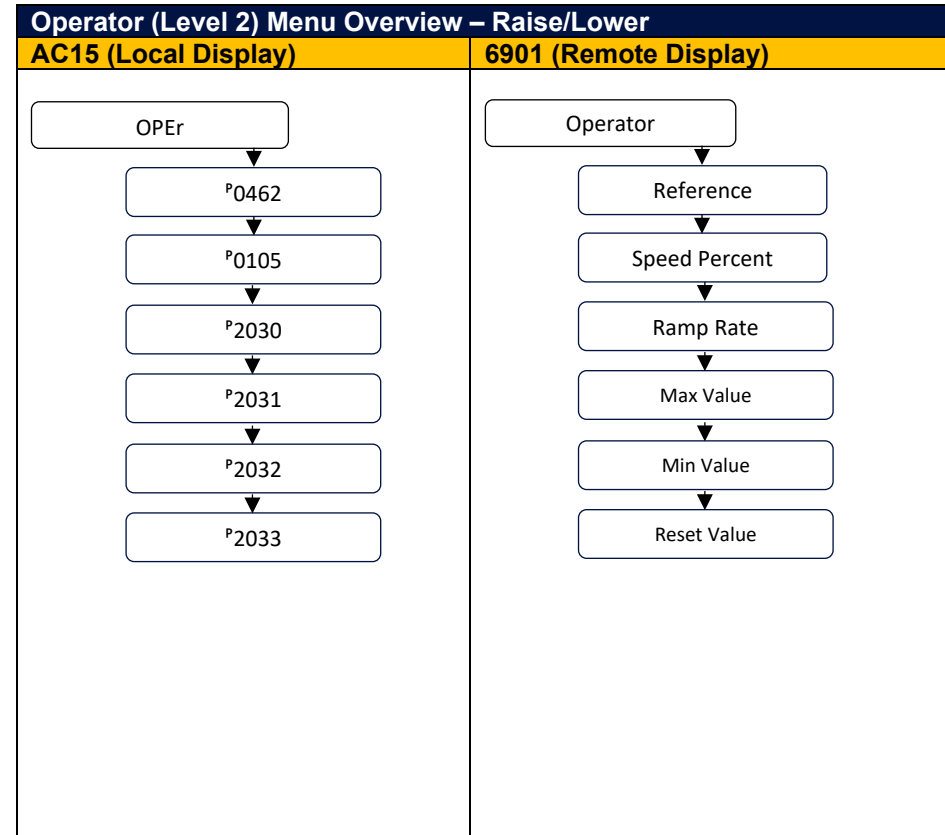 Operator (Level 2) Menu Overview – Raise/Lower
AC15 (Local Display)
6901 (Remote Display)
OPEr
ᴾ0462
ᴾ0105
ᴾ2030
ᴾ2031
ᴾ2032
ᴾ2033
Operator
Reference
Speed Percent
Ramp Rate
Max Value
Min Value
Reset Value